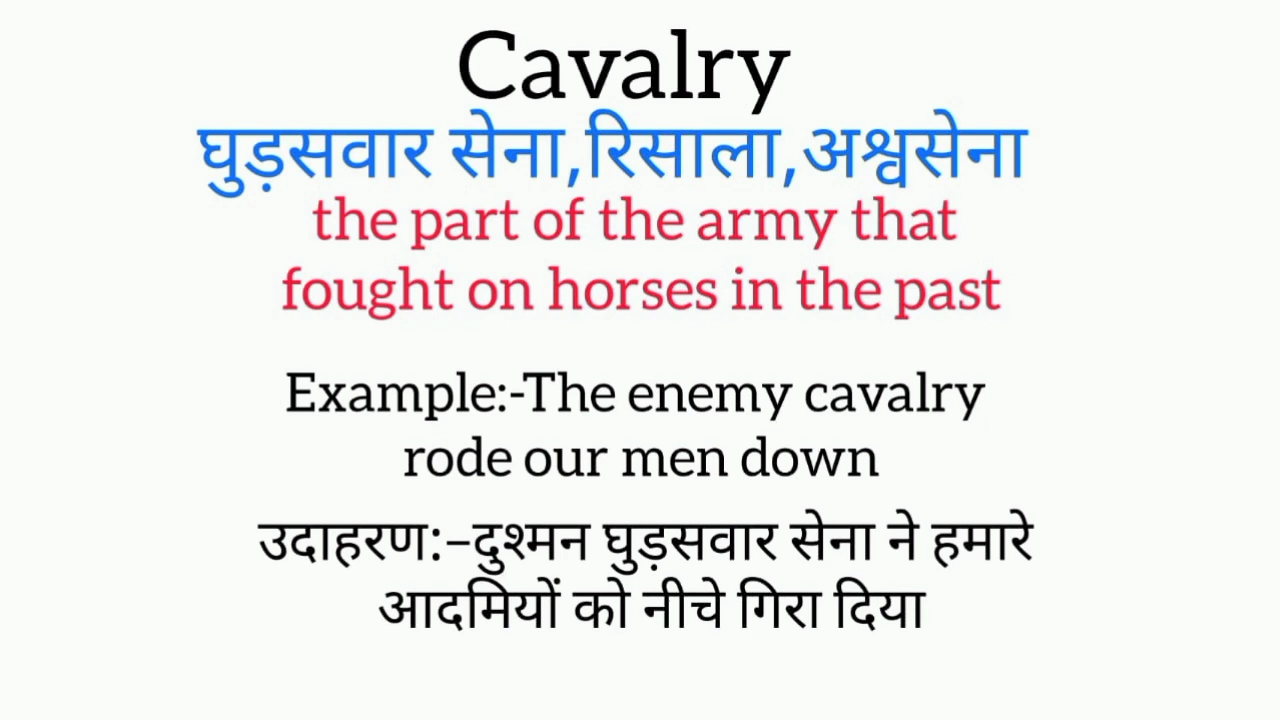 Cavalry
घुड़सवार सेना,रिसाला,अश्वसेना
the part of the army that
fought on horses in the past
Example:-The enemy cavalry
rode our men down
उदाहरण:–दुश्मन घुड़सवार सेना ने हमारे
आदमियों को नीचे गिरा दिया